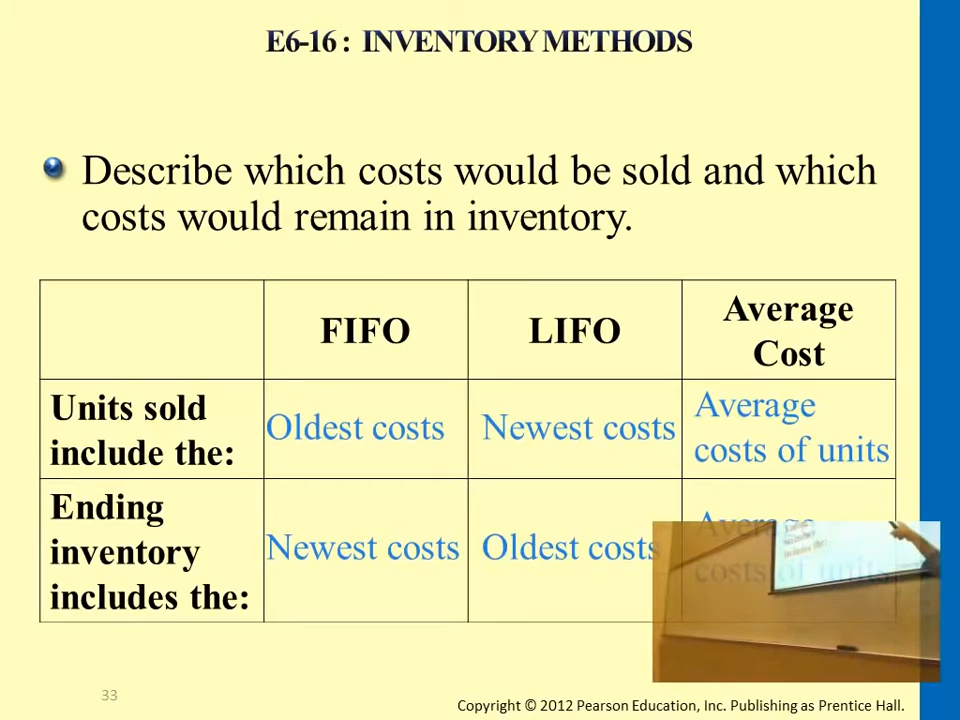 E6-16 : INVENTORY METHODS
Describe which costs would be sold and which
costs would remain in inventory.
FIFO
LIFO
Average
Cost
Units sold
include the:
Oldest costs
Newest costs
Average
costs of units
Ending
inventory
includes the:
Newest costs
Oldest costs
Average
costs of units
33
Copyright © 2012 Pearson Education, Inc. Publishing as Prentice Hall.